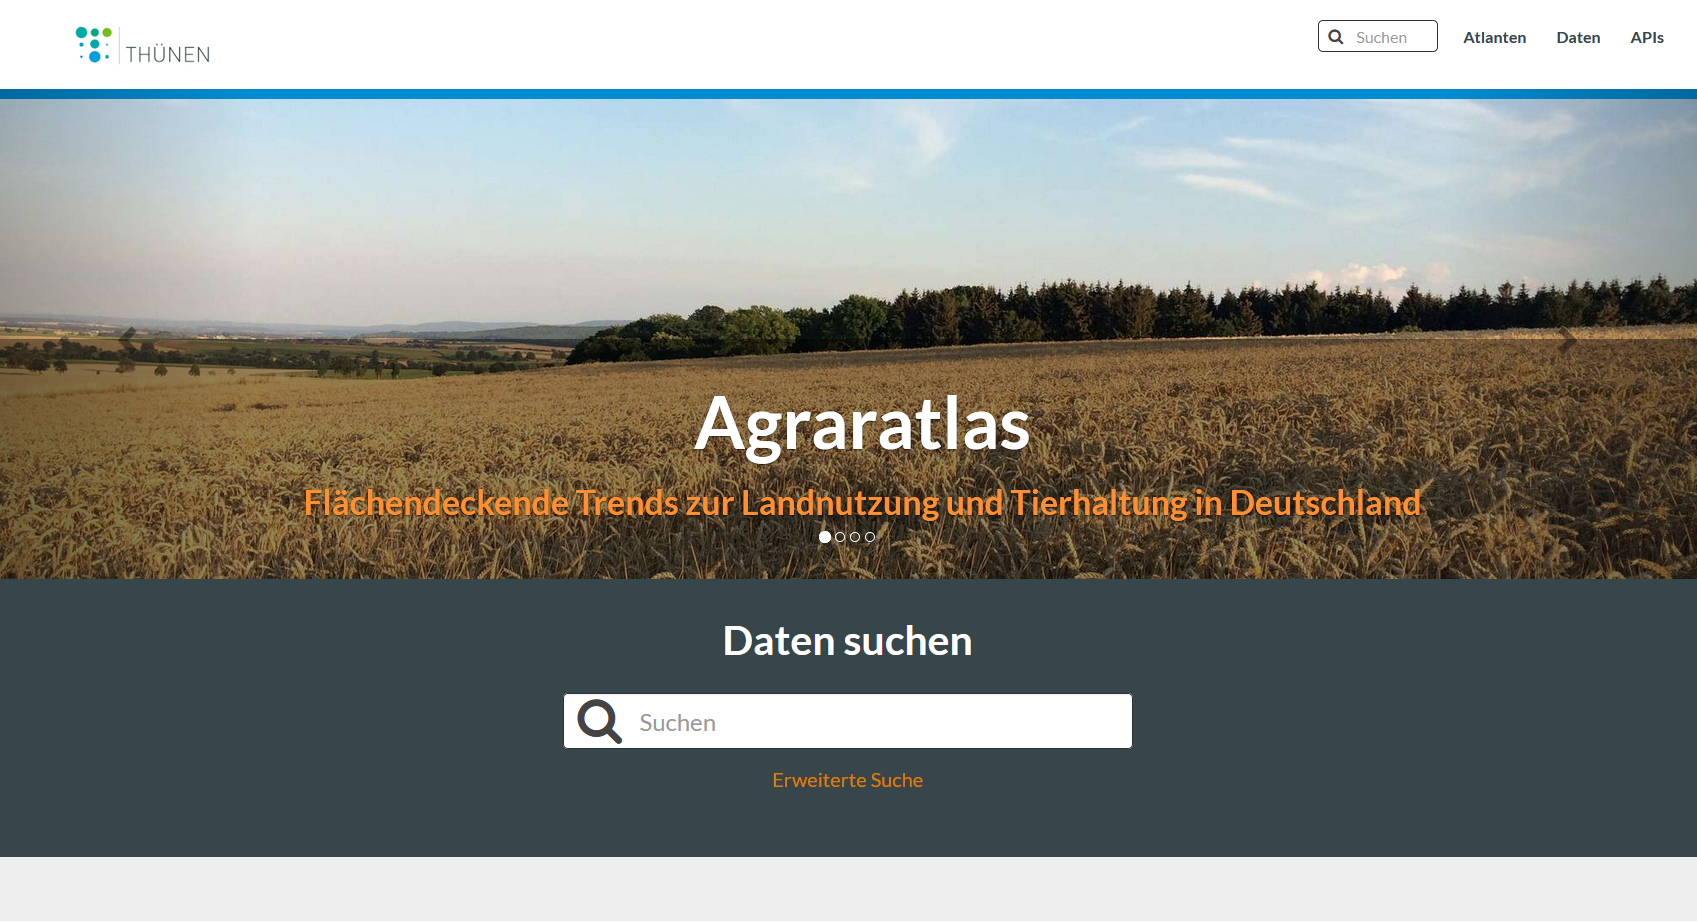 THÜNEN
Suchen
Atlanten
Daten
APIs
Agraratlas
Flächendeckende Trends zur Landnutzung und Tierhaltung in Deutschland
Daten suchen
Suchen
Erweiterte Suche